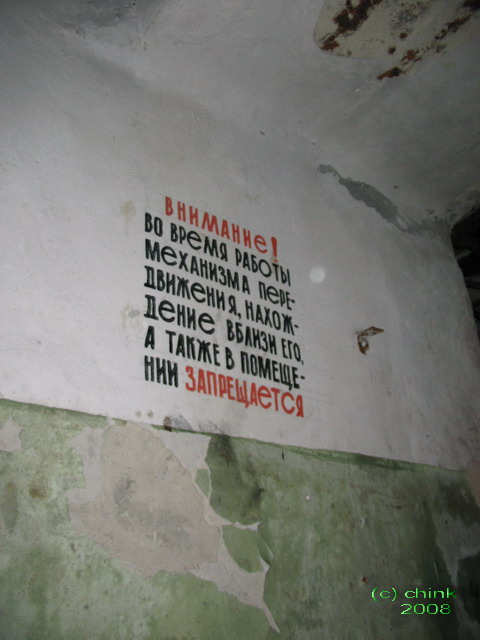 ВНИМАНИЕ!
ВО ВРЕМЯ РАБОТЫ
МЕХАНИЗМА ПЕРЕ-
ДВИЖЕНИЯ, НАХОЖ-
ДЕНИЕ ВБЛИЗИ ЕГО,
А ТАКЖЕ В ПОМЕЩЕ-
НИИ ЗАПРЕЩАЕТСЯ
(c) chink
2008